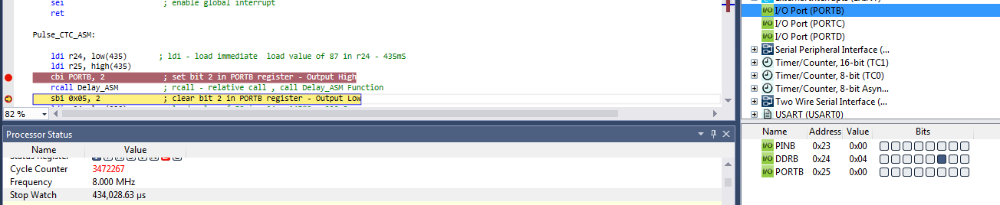 sei ; enable global interrupt
ret
Pulse_CTC_ASM:
ldi r24, low(435) ; ldi - load immediate load value of 87 in r24 - 435mS
ldi r25, high(435)
cbi PORTB, 2 ; set bit 2 in PORTB register - Output High
rcall Delay_ASM ; rcall - relative call , call Delay_ASM Function
sbi 0x05, 2 ; clear bit 2 in PORTB register - Output Low
82 %
Processor Status
Name Value
Status Register
Cycle Counter 3472267
Frequency 8.000 MHz
Stop Watch 434,028.63 µs
I/O I/O Port (PORTB)
I/O I/O Port (PORTC)
I/O I/O Port (PORTD)
Serial Peripheral Interface (...
Timer/Counter, 16-bit (TC1)
Timer/Counter, 8-bit (TC0)
Timer/Counter, 8-bit Asyn...
Two Wire Serial Interface (...
USART (USART0)
Name Address Value Bits
I/O PINB 0x23 0x00
I/O DDRB 0x24 0x04
I/O PORTB 0x25 0x00